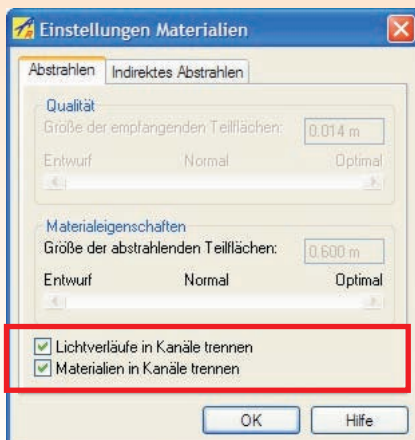 Einstellungen Materialien
Abstrahlen Indirektes Abstrahlen
Qualität
Größe der empfangenden Teilflächen: 0.014 m
Entwurf Normal Optimal
Materialeigenschaften
Größe der abstrahlenden Teilflächen: 0.600 m
Entwurf Normal Optimal
Lichtverläufe in Kanäle trennen
Materialien in Kanäle trennen
OK Hilfe